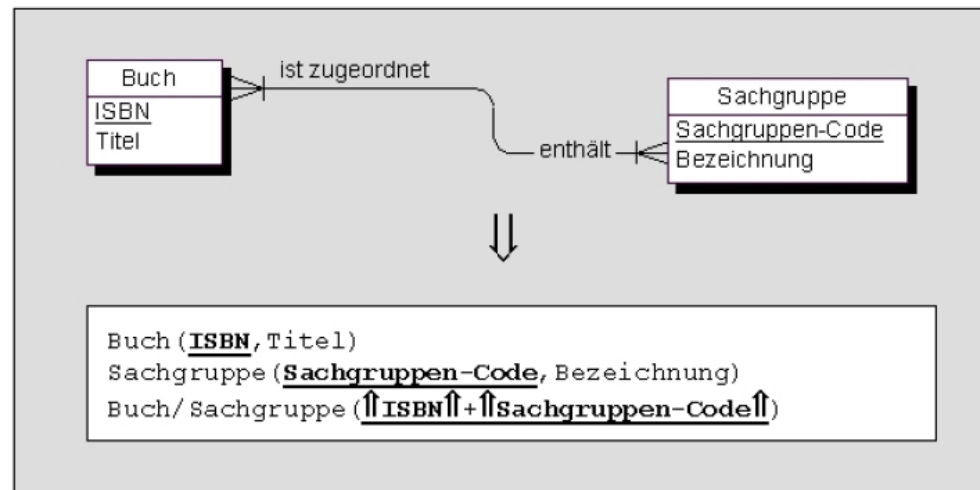 Buch
ISBN
Titel
ist zugeordnet
enthält
Sachgruppe
Sachgruppen-Code
Bezeichnung
⇓
Buch(ISBN,Titel)
Sachgruppe(Sachgruppen-Code,Bezeichnung)
Buch/Sachgruppe(⇑ISBN⇑+⇑Sachgruppen-Code⇑)